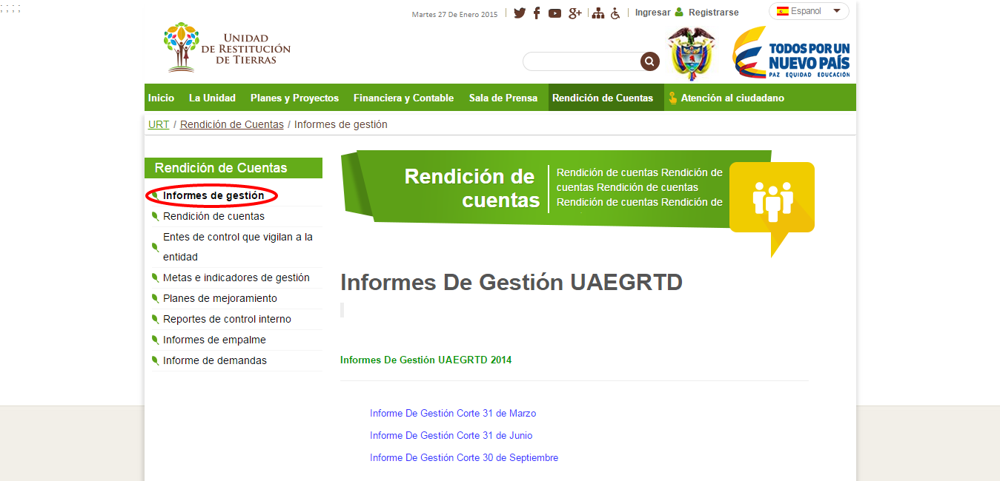 ; ; ; ;
Martes 27 De Enero 2015
Ingresar
Registrarse
Espanol
UNIDAD
DE RESTITUCIÓN
DE TIERRAS
TODOS POR UN
NUEVO PAÍS
PAZ EQUIDAD EDUCACIÓN
Inicio La Unidad Planes y Proyectos Financiera y Contable Sala de Prensa Rendición de Cuentas Atención al ciudadano
URT / Rendición de Cuentas / Informes de gestión
Rendición de Cuentas
Informes de gestión
Rendición de cuentas
Entes de control que vigilan a la
entidad
Metas e indicadores de gestión
Planes de mejoramiento
Reportes de control interno
Informes de empalme
Informe de demandas
Rendición de
cuentas
Rendición de cuentas Rendición de
cuentas Rendición de cuentas
Rendición de cuentas Rendición de
Informes De Gestión UAEGRTD
Informes De Gestión UAEGRTD 2014
Informe De Gestión Corte 31 de Marzo
Informe De Gestión Corte 31 de Junio
Informe De Gestión Corte 30 de Septiembre